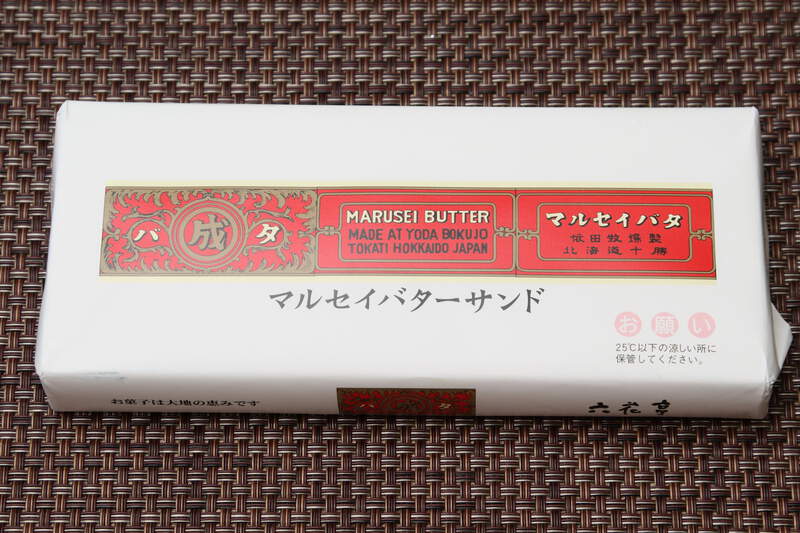 バ 成 タ
MARUSEI BUTTER
MADE AT YODA BOKUJO
TOKATI HOKKAIDO JAPAN
マルセイバタ
依田牧場製
北海道十勝
マルセイバターサンド
お願い
25℃以下の涼しい所に
保管してください。
お菓子は大地の恵みです
バ 成 タ
六花亭